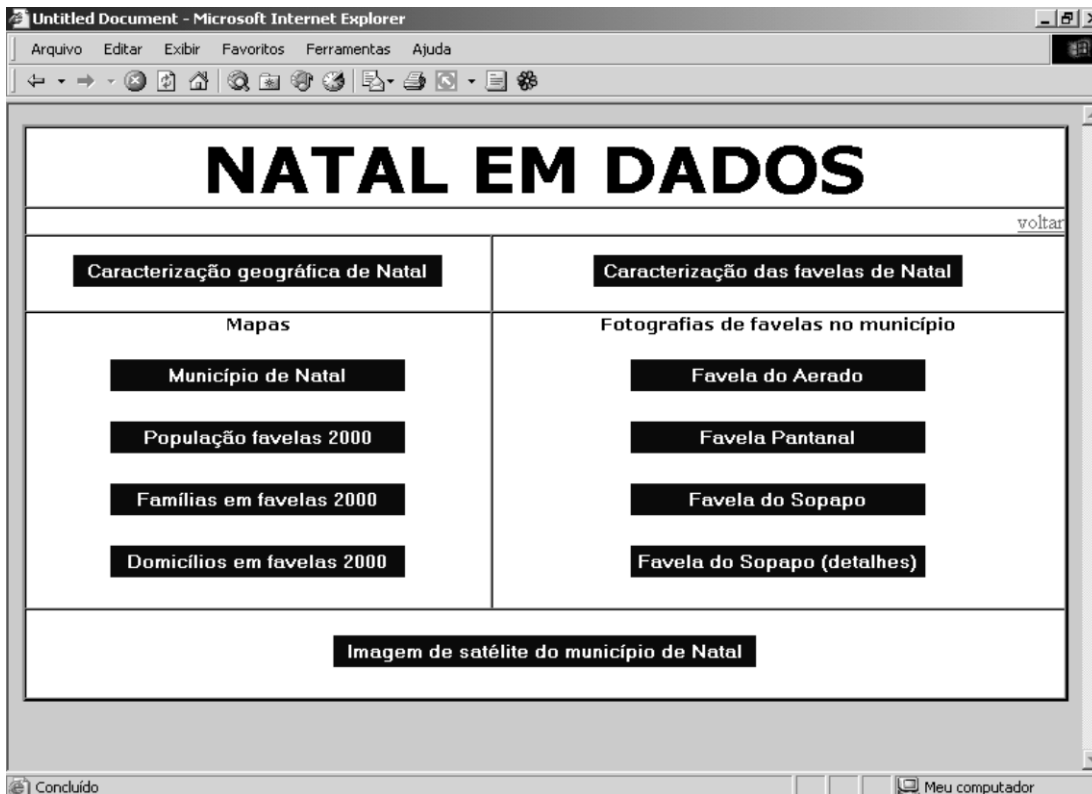 Untitled Document - Microsoft Internet Explorer
Arquivo Editar Exibir Favoritos Ferramentas Ajuda
NATAL EM DADOS
voltar
Caracterização geográfica de Natal
Caracterização das favelas de Natal
Mapas
Município de Natal
População favelas 2000
Famílias em favelas 2000
Domicílios em favelas 2000
Fotografias de favelas no município
Favela do Aerado
Favela Pantanal
Favela do Sopapo
Favela do Sopapo (detalhes)
Imagem de satélite do município de Natal
Concluído
Meu computador